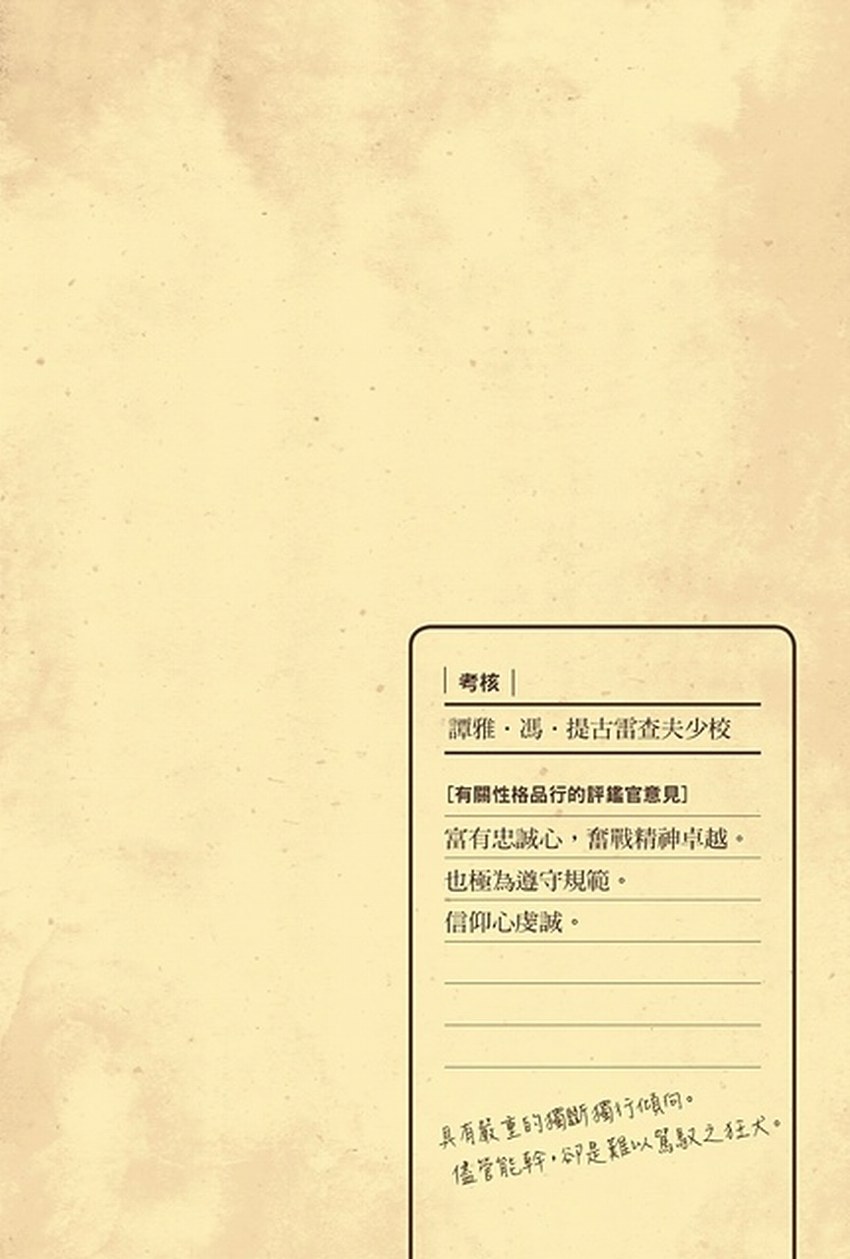 考核
譚雅·馮·提古雷查夫少校
[有關性格品行的評鑑官意見]
富有忠誠心，奮戰精神卓越。
也極為遵守規範。
信仰心虔誠。
具有嚴重的獨斷獨行傾向。
儘管能幹，卻是難以駕馭之狂犬。